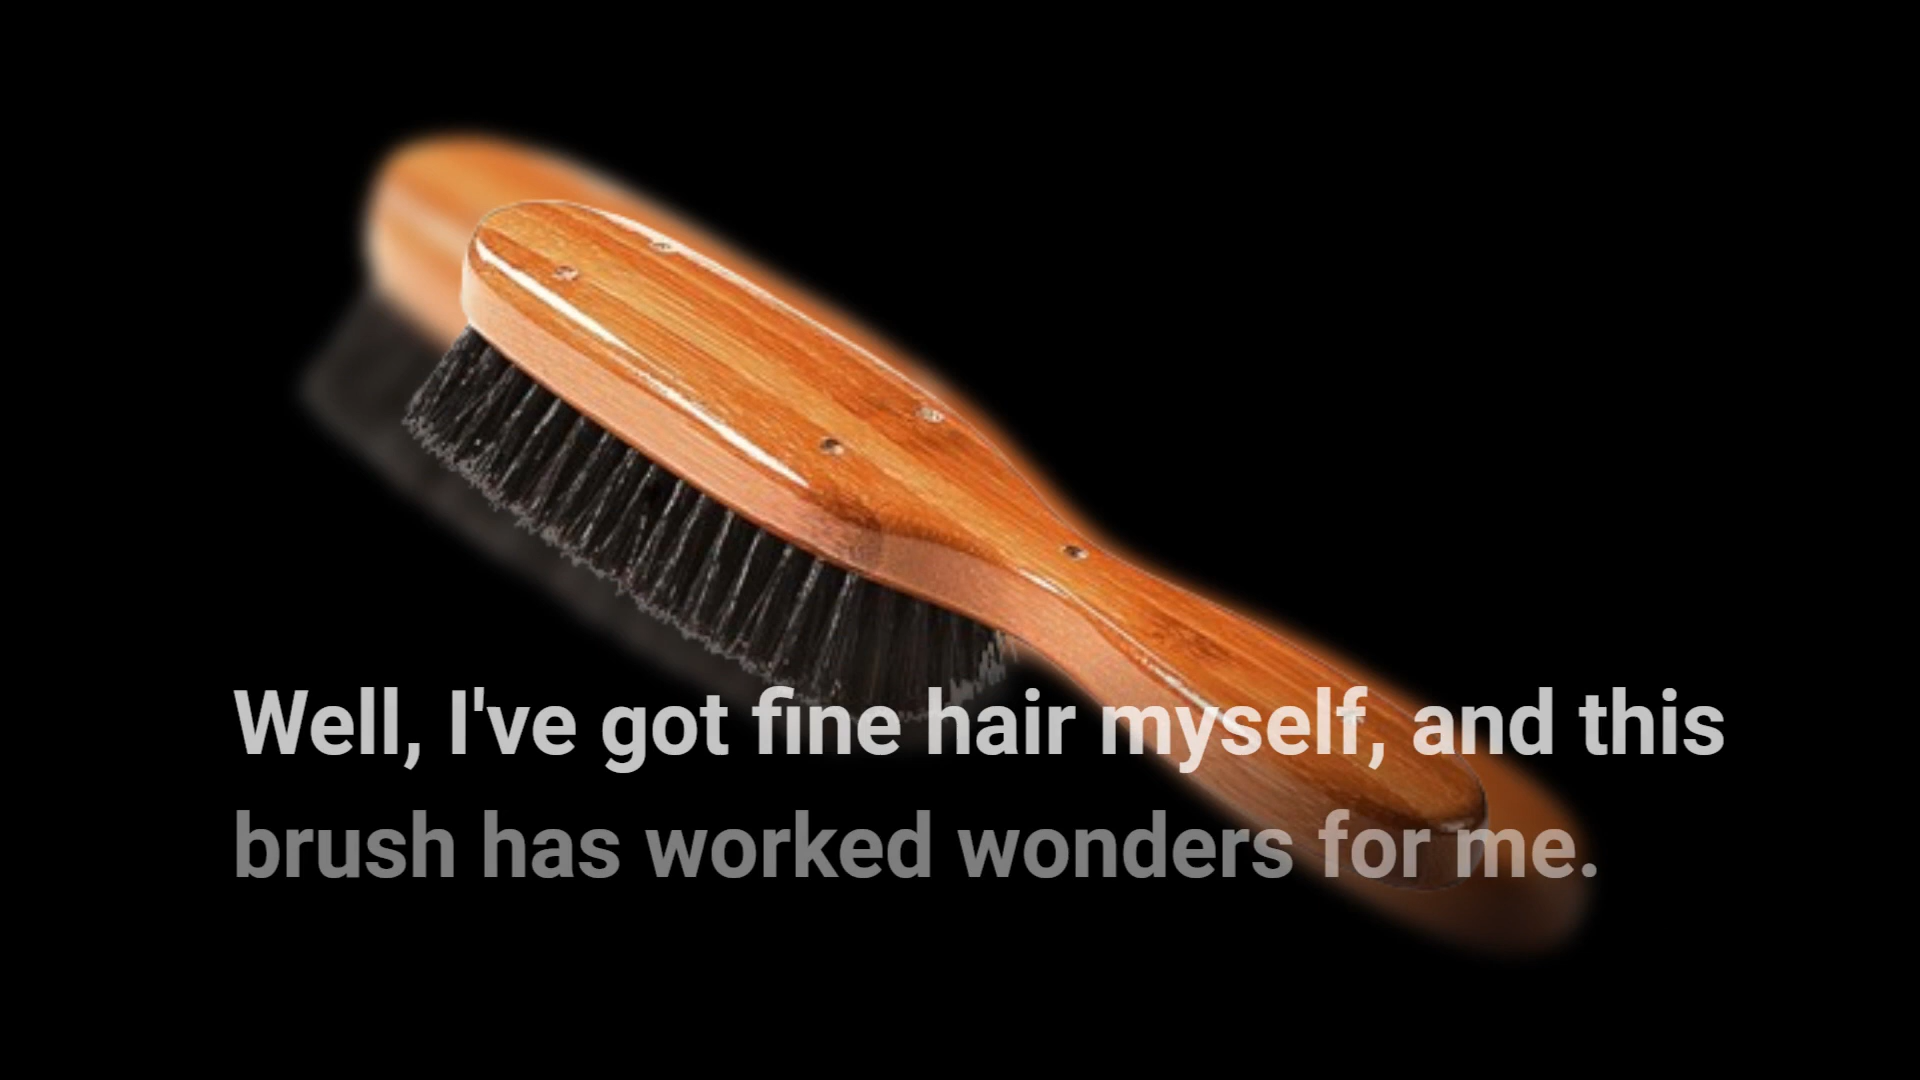 Well, I've got fine hair myself, and this
brush has worked wonders for me.